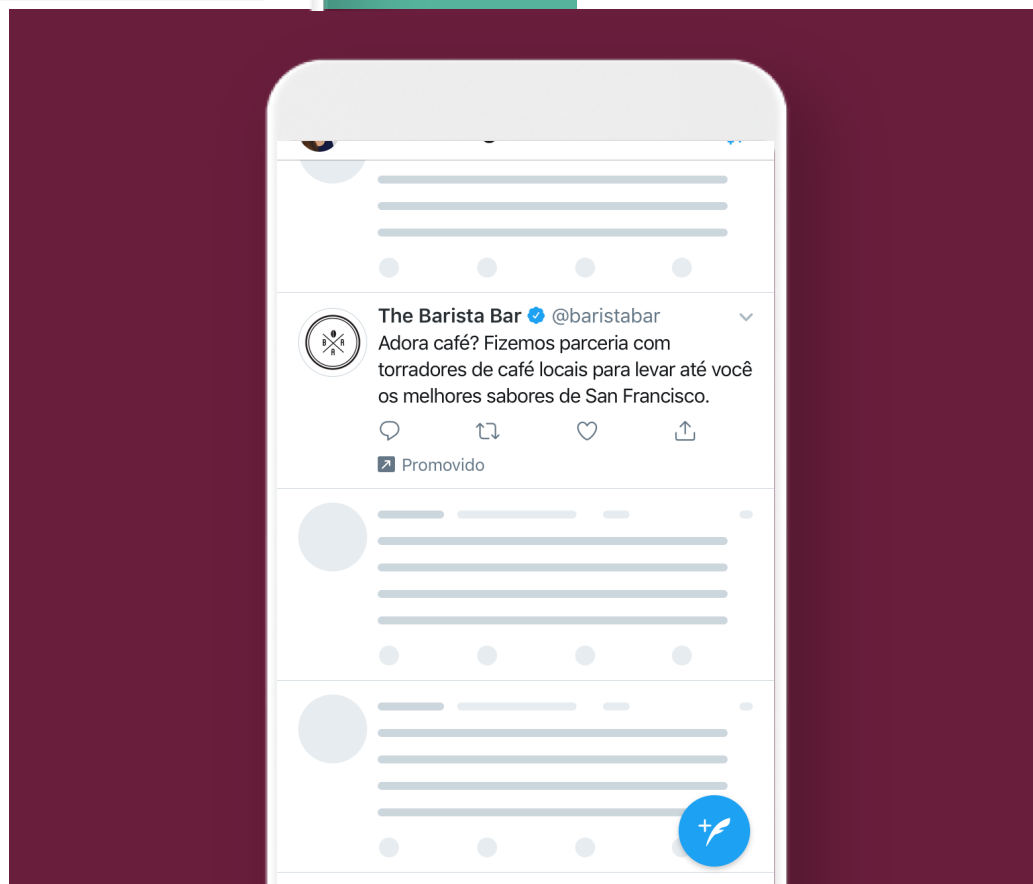 The Barista Bar @baristabar
Adora café? Fizemos parceria com
torradores de café locais para levar até você
os melhores sabores de San Francisco.
B A R A
Promovido